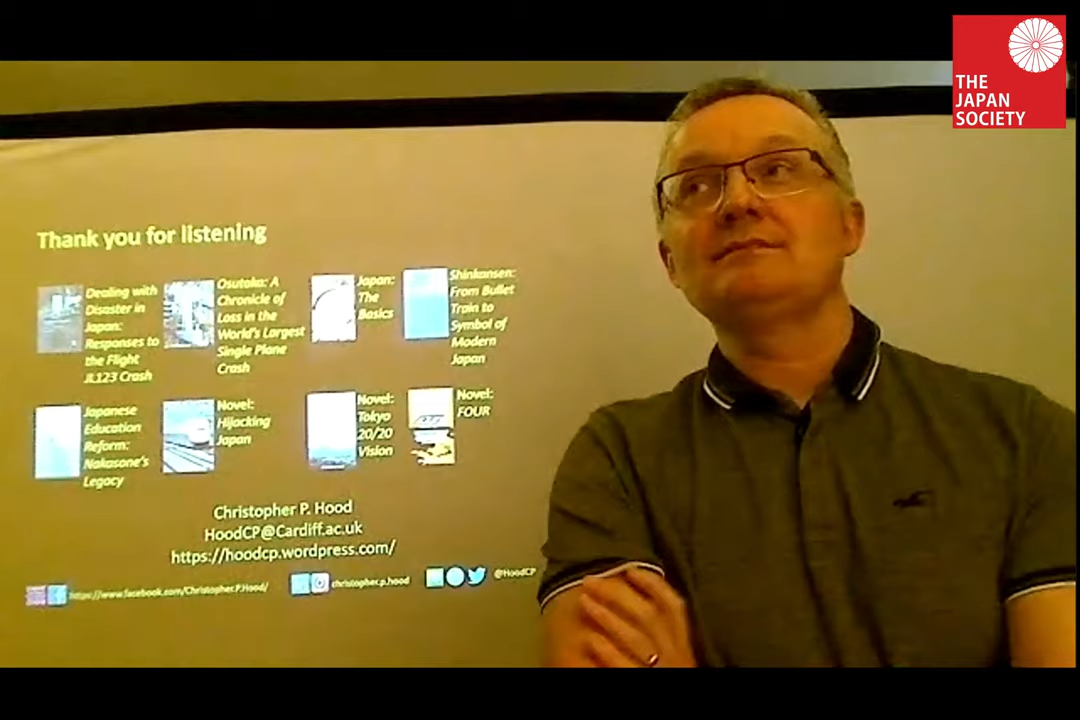 THE
JAPAN
SOCIETY
Thank you for listening
Dealing with
Disaster in
Japan:
Responses to
the Flight
JL123 Crash
Osutaka: A
Chronicle of
Loss in the
World's Largest
Single Plane
Crash
Japan:
The
Basics
Shinkansen:
From Bullet
Train to
Symbol of
Modern
Japan
Japanese
Education
Reform:
Nakasone's
Legacy
Novel:
Hijacking
Japan
Novel:
Tokyo
20/20
Vision
Novel:
FOUR
Christopher P. Hood
HoodCP@Cardiff.ac.uk
https://hoodcp.wordpress.com/
https://www.facebook.com/Christopher.P.Hood/
christopher.p.hood
@HoodCP